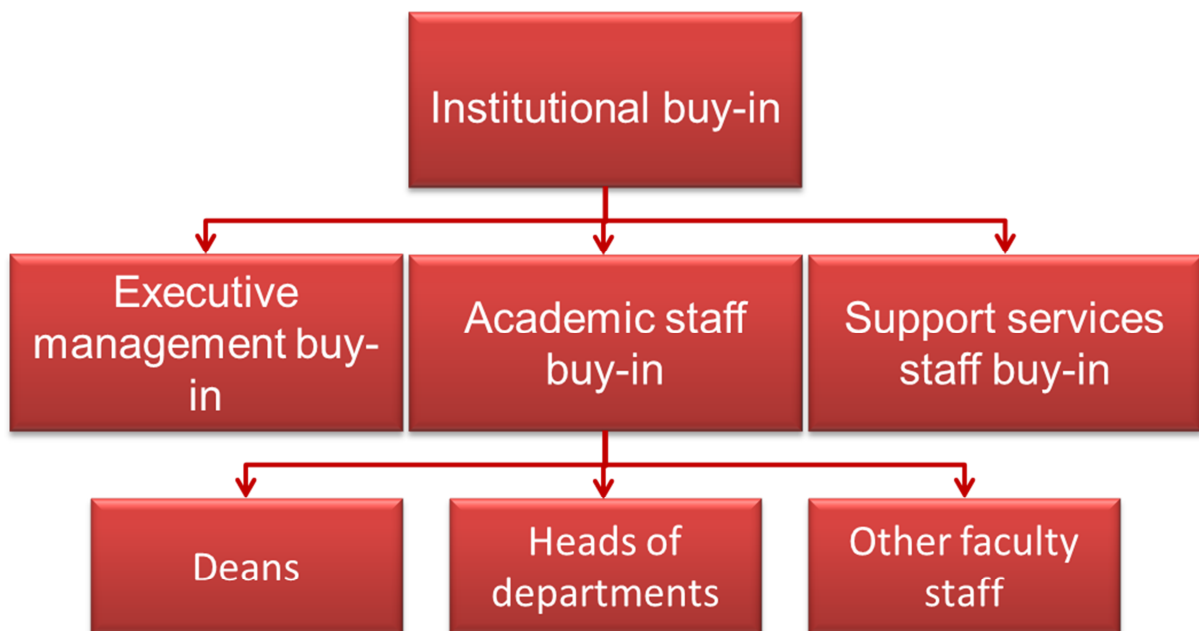 Institutional buy-in
Executive
management buy-
in
Academic staff
buy-in
Support services
staff buy-in
Deans
Heads of
departments
Other faculty
staff